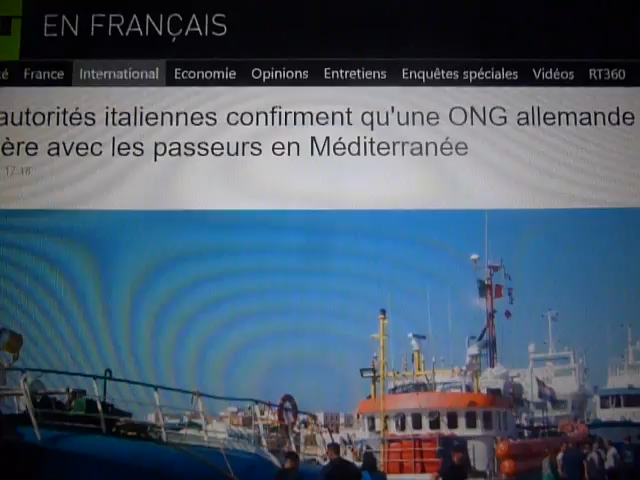 EN FRANÇAIS
France International Economie Opinions Entretiens Enquêtes spéciales Vidéos RT360
autorités italiennes confirment qu'une ONG allemande
ère avec les passeurs en Méditerranée